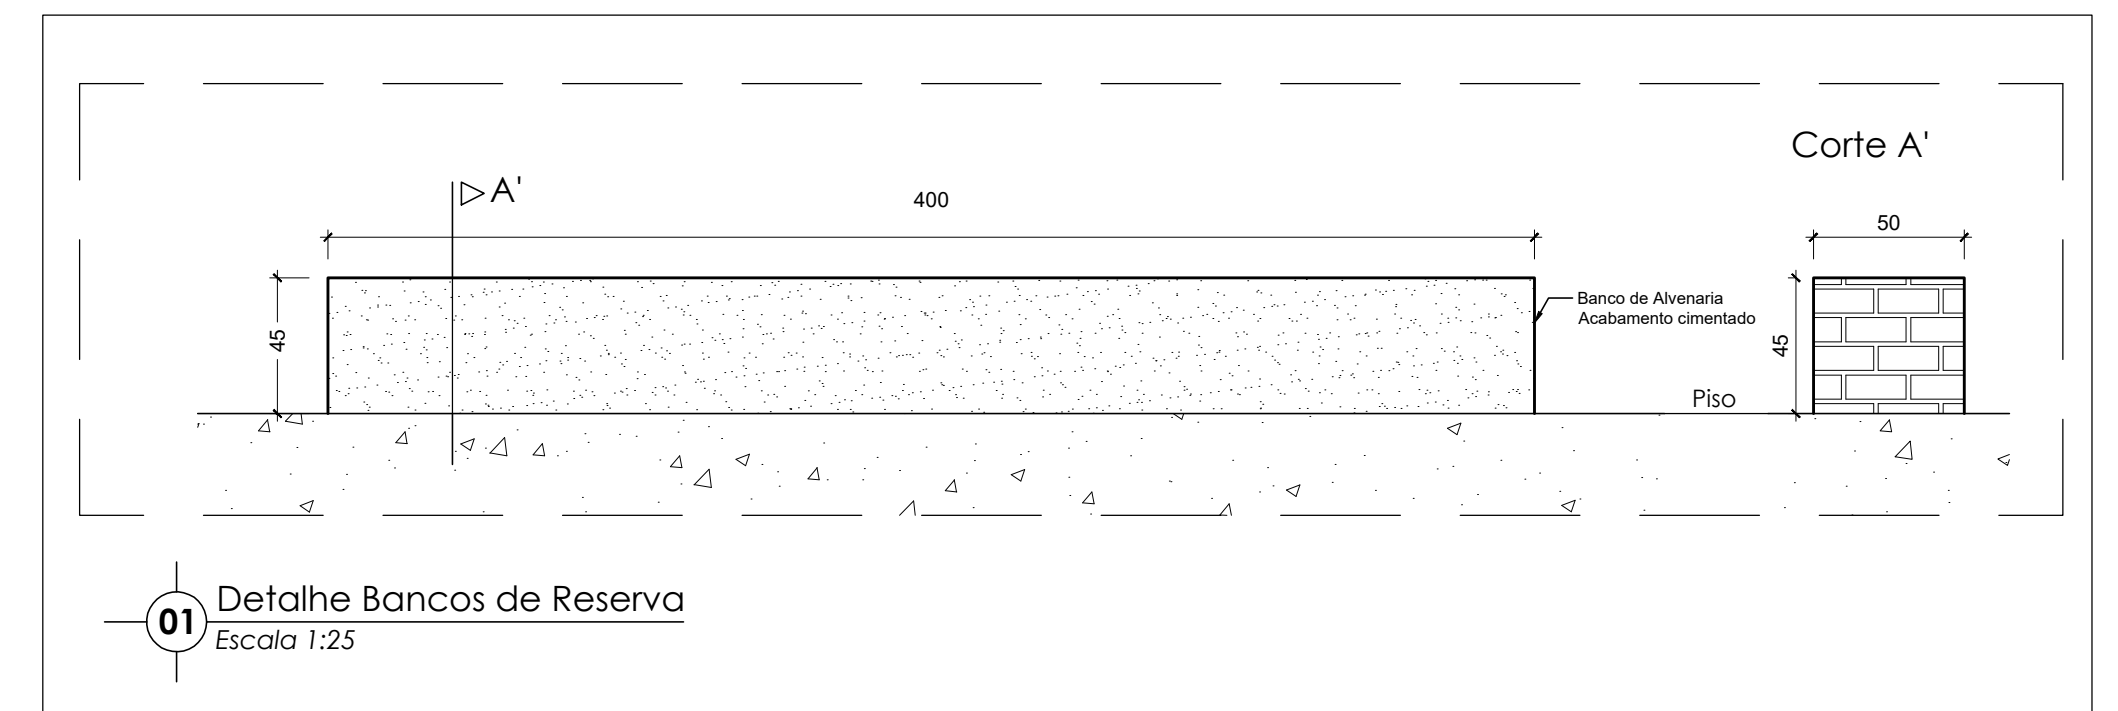 Corte A'
A'
400
50
45
Banco de Alvenaria
Acabamento cimentado
45
Piso
01
Detalhe Bancos de Reserva
Escala 1:25